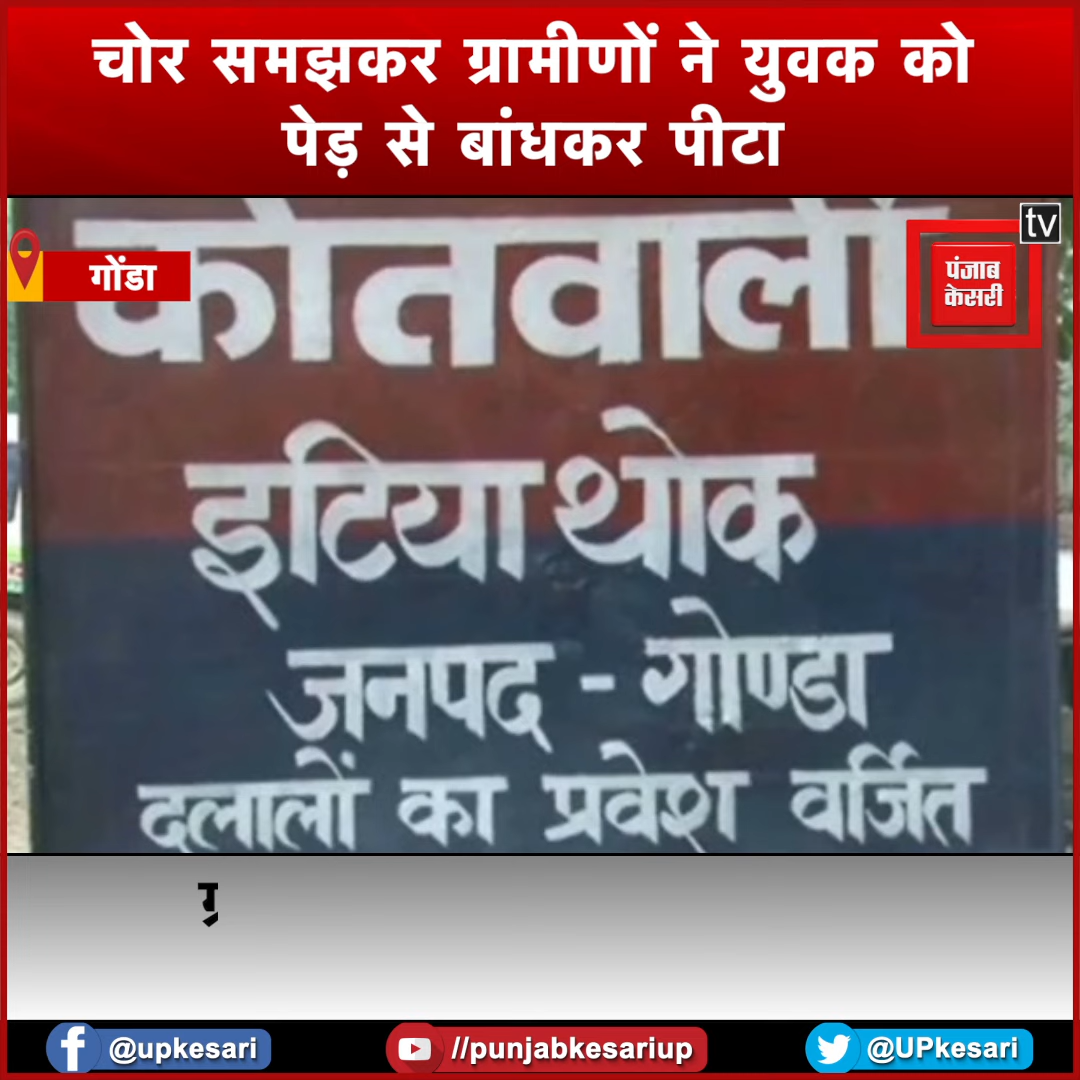 चोर समझकर ग्रामीणों ने युवक को
पेड़ से बांधकर पीटा
tv
गोंडा
पंजाब
केसरी
कोतवाली
इटिया थोक
जनपद - गोण्डा
दलालों का प्रवेश वर्जित
@upkesari
//punjabkesariup
@UPkesari